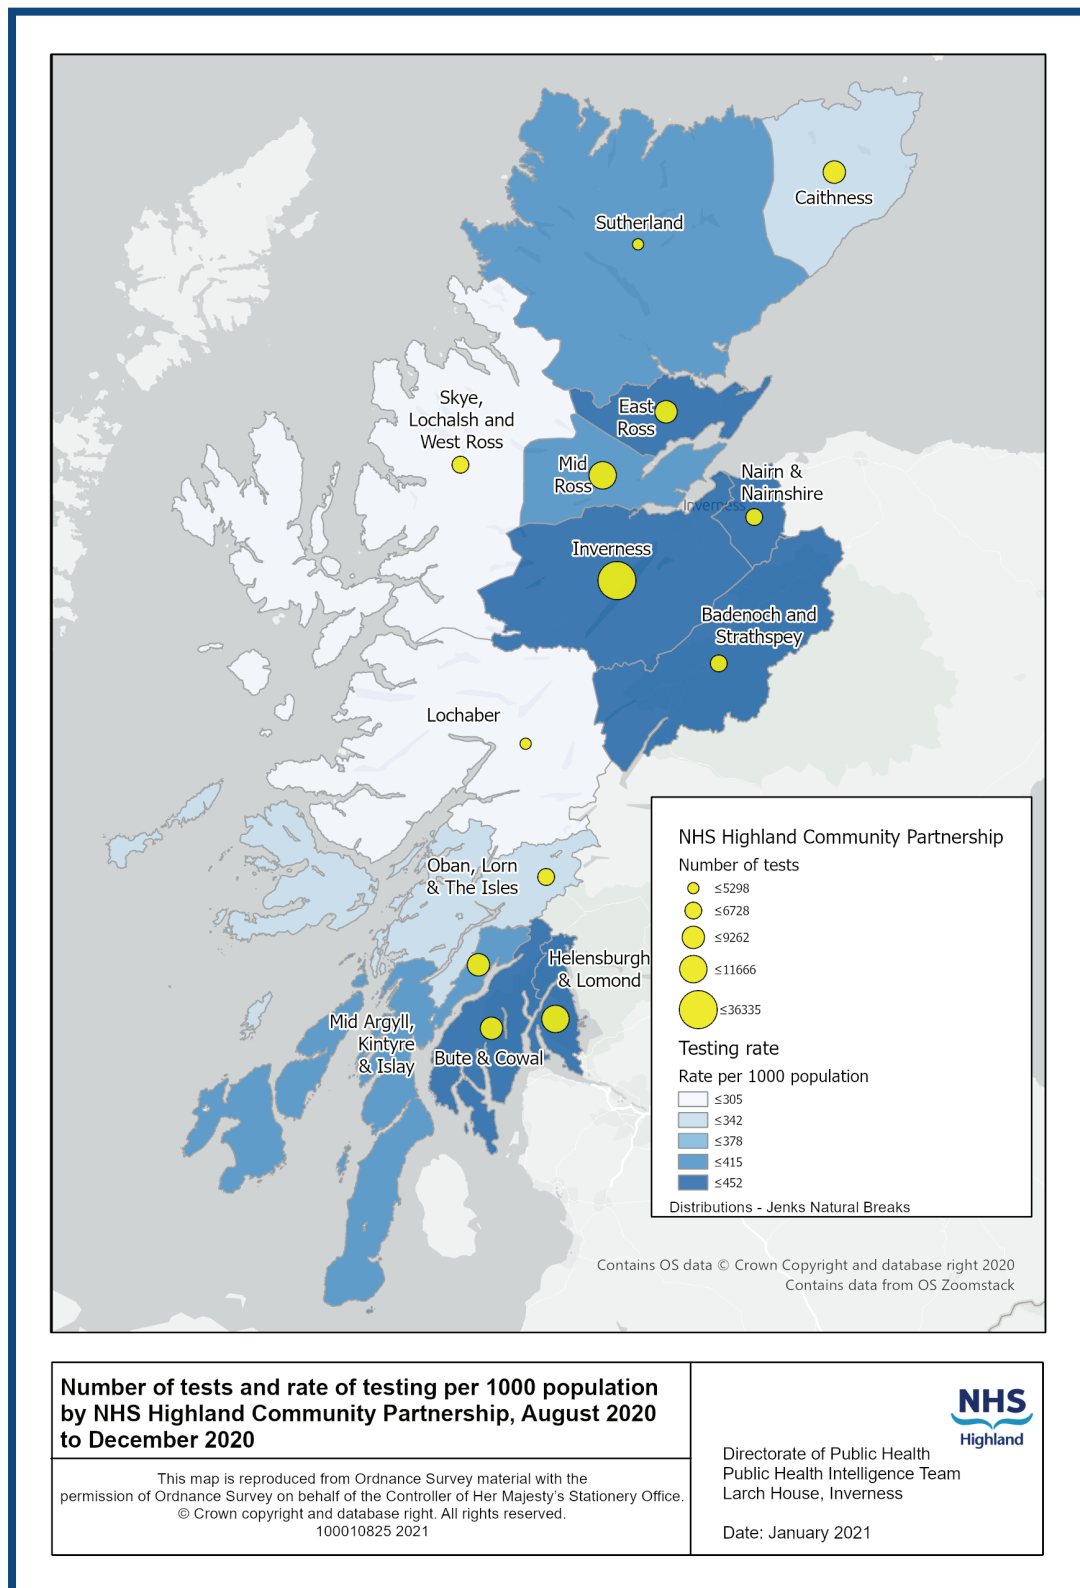 Caithness
Sutherland
Skye,
Lochalsh and
West Ross
East
Ross
Mid
Ross
Nairn &
Nairnshire
Inverness
Inverness
Badenoch and
Strathspey
Lochaber
Oban, Lorn
& The Isles
Helensburgh
& Lomond
Mid Argyll,
Kintyre
& Islay
Bute & Cowal
NHS Highland Community Partnership
Number of tests
≤5298
≤6728
≤9262
≤11666
≤36335
Testing rate
Rate per 1000 population
≤305
≤342
≤378
≤415
≤452
Distributions - Jenks Natural Breaks
Contains OS data © Crown Copyright and database right 2020
Contains data from OS Zoomstack
Number of tests and rate of testing per 1000 population
by NHS Highland Community Partnership, August 2020
to December 2020
This map is reproduced from Ordnance Survey material with the
permission of Ordnance Survey on behalf of the Controller of Her Majesty's Stationery Office.
© Crown copyright and database right. All rights reserved.
100010825 2021
NHS
Highland
Directorate of Public Health
Public Health Intelligence Team
Larch House, Inverness
Date: January 2021